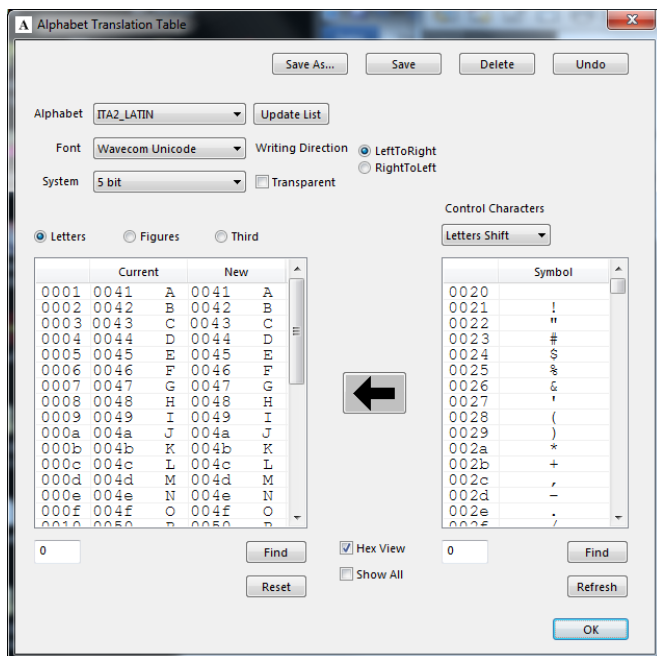 A Alphabet Translation Table
Save As... Save Delete Undo
Alphabet ITA2_LATIN Update List
Font Wavecom Unicode Writing Direction LeftToRight
RightToLeft
System 5 bit Transparent
Control Characters
Letters Figures Third Letters Shift
Current New Symbol
0001 0041 A 0041 A 0020
0002 0042 B 0042 B 0021 !
0003 0043 C 0043 C 0022 "
0004 0044 D 0044 D 0023 #
0005 0045 E 0045 E 0024 $
0006 0046 F 0046 F 0025 %
0007 0047 G 0047 G 0026 &
0008 0048 H 0048 H 0027 '
0009 0049 I 0049 I 0028 (
000a 004a J 004a J 0029 )
000b 004b K 004b K 002a *
000c 004c L 004c L 002b +
000d 004d M 004d M 002c ,
000e 004e N 004e N 002d –
000f 004f O 004f O 002e .
0010 0050 P 0050 P 002f /
0 Find Hex View 0 Find
Reset Show All Refresh
OK